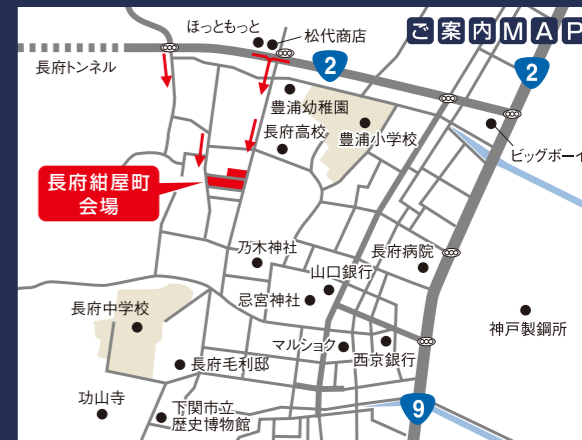 ご案内MAP
ほっともっと
松代商店
長府トンネル
2
2
豊浦幼稚園
長府高校
豊浦小学校
ビッグボーイ
長府紺屋町
会場
乃木神社
長府病院
山口銀行
忌宮神社
長府中学校
神戸製鋼所
マルショク
西京銀行
長府毛利邸
功山寺
下関市立
歴史博物館
9